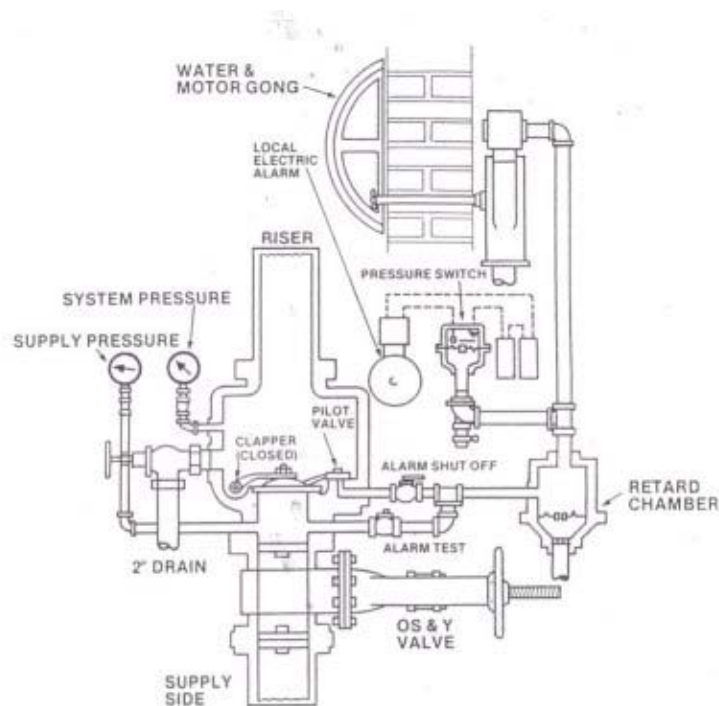 WATER &
MOTOR GONG
LOCAL
ELECTRIC
ALARM
RISER
SYSTEM PRESSURE
PRESSURE SWITCH
SUPPLY PRESSURE
PILOT
VALVE
CLAPPER
(CLOSED)
ALARM SHUT OFF
RETARD
CHAMBER
ALARM TEST
2" DRAIN
OS & Y
VALVE
SUPPLY
SIDE